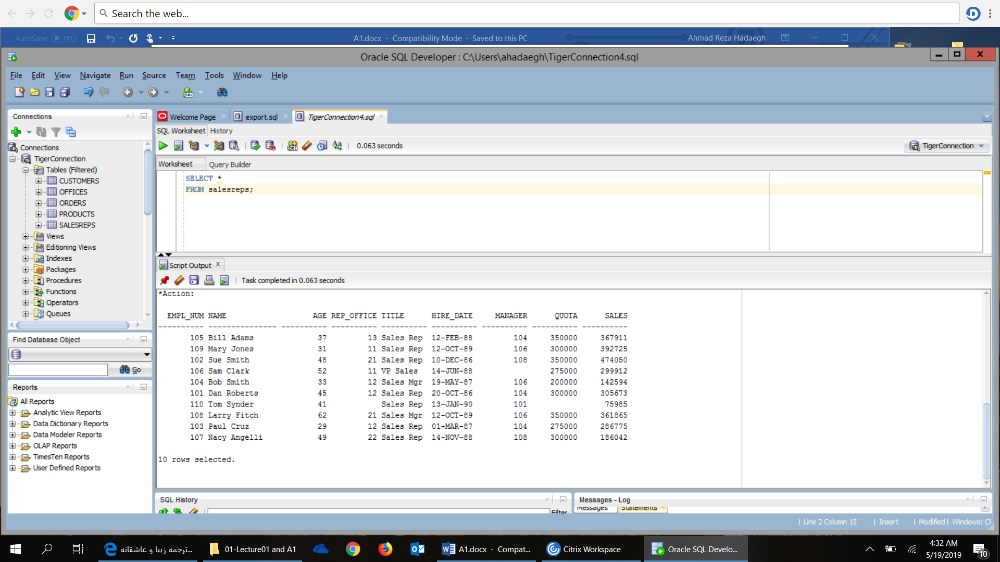 Search the web...
AutoSave Off
A1.docx - Compatibility Mode - Saved to this PC
Ahmad Reza Hadaegh
Oracle SQL Developer : C:\Users\ahadaegh\TigerConnection4.sql
File Edit View Navigate Run Source Team Tools Window Help
Connections
Connections
TigerConnection
Tables (Filtered)
CUSTOMERS
OFFICES
ORDERS
PRODUCTS
SALESREPS
Views
Editioning Views
Indexes
Packages
Procedures
Functions
Operators
Queues
Find Database Object
Go
Reports
All Reports
Analytic View Reports
Data Dictionary Reports
Data Modeler Reports
OLAP Reports
TimesTen Reports
User Defined Reports
Welcome Page export.sql TigerConnection4.sql
SQL Worksheet History
0.063 seconds
TigerConnection
Worksheet Query Builder
SELECT *
FROM salesreps;
Script Output
Task completed in 0.063 seconds
*Action:
EMPL_NUM NAME AGE REP_OFFICE TITLE HIRE_DATE MANAGER QUOTA SALES
---------- --------------- ---------- ---------- ---------- ---------- ---------- ---------- ----------
105 Bill Adams 37 13 Sales Rep 12-FEB-88 104 350000 367911
109 Mary Jones 31 11 Sales Rep 12-OCT-89 106 300000 392725
102 Sue Smith 48 21 Sales Rep 10-DEC-86 108 350000 474050
106 Sam Clark 52 11 VP Sales 14-JUN-88 275000 299912
104 Bob Smith 33 12 Sales Mgr 19-MAY-87 106 200000 142594
101 Dan Roberts 45 12 Sales Rep 20-OCT-86 104 300000 305673
110 Tom Synder 41 Sales Rep 13-JAN-90 101 75985
108 Larry Fitch 62 21 Sales Mgr 12-OCT-89 106 350000 361865
103 Paul Cruz 29 12 Sales Rep 01-MAR-87 104 275000 286775
107 Nacy Angelli 49 22 Sales Rep 14-NOV-88 108 300000 186042
10 rows selected.
SQL History
Filter
Messages - Log
Messages Statements
Line 2 Column 15 | Insert | Modified | Windows: CR
ترجمه زیبا و عاشقانه...
01-Lecture01 and A1
A1.docx - Compat...
Citrix Workspace
Oracle SQL Develo...
4:32 AM
5/19/2019
10